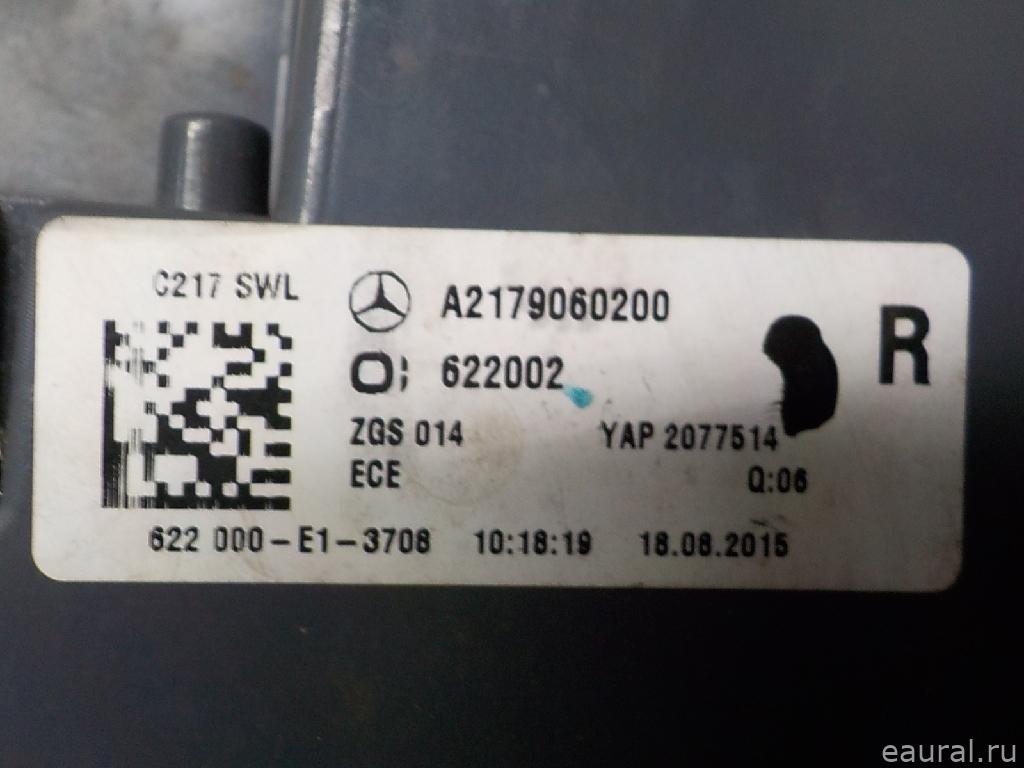 C217 SWL
A2179060200
R
622002
ZGS 014 YAP 2077514
ECE Q:06
622 000-E1-3708 10:18:19 18.08.2015
eaural.ru